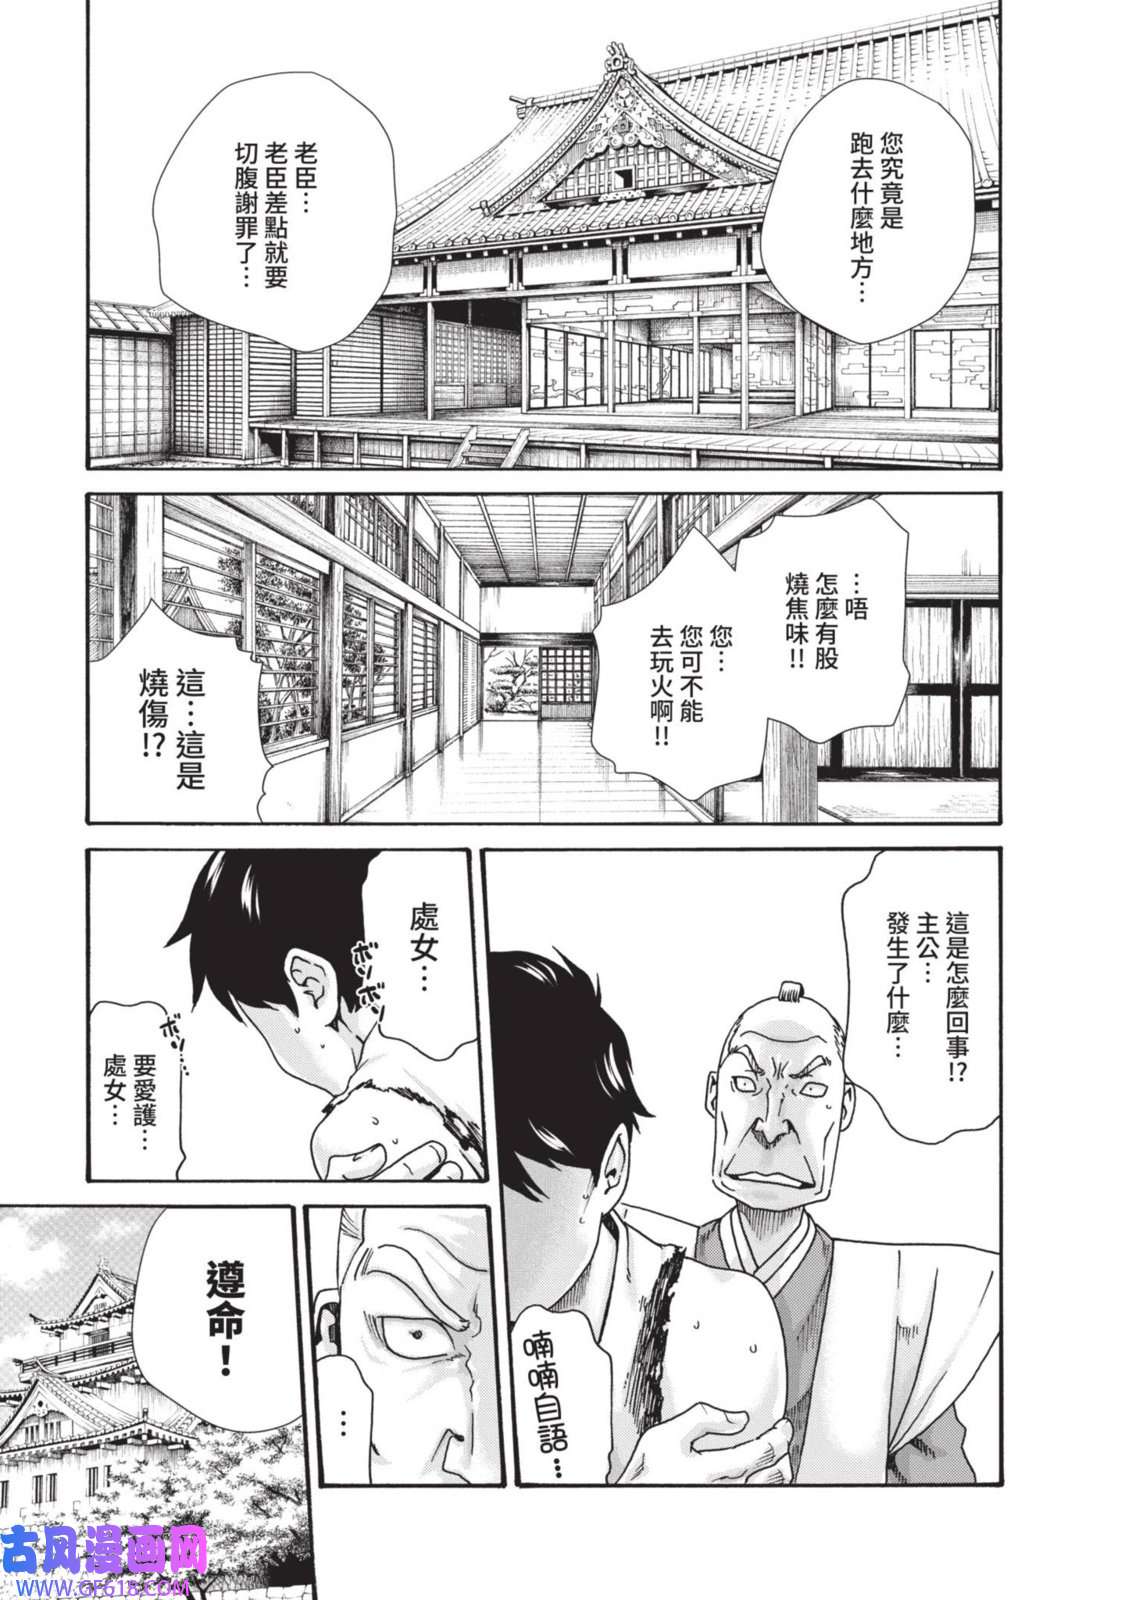 您究竟是
跑去什麼地方…
老臣…
老臣差點就要
切腹謝罪了…
…唔
怎麼有股
燒焦味!!
您…
您可不能
去玩火啊!!
這…這是
燒傷!?
這是怎麼回事!?
主公…
發生了什麼…
喃喃自語…
處女…
ボソボソ
ボソ…
要愛護…
處女…
…
遵命！
古风漫画网
WWW.GF618.COM